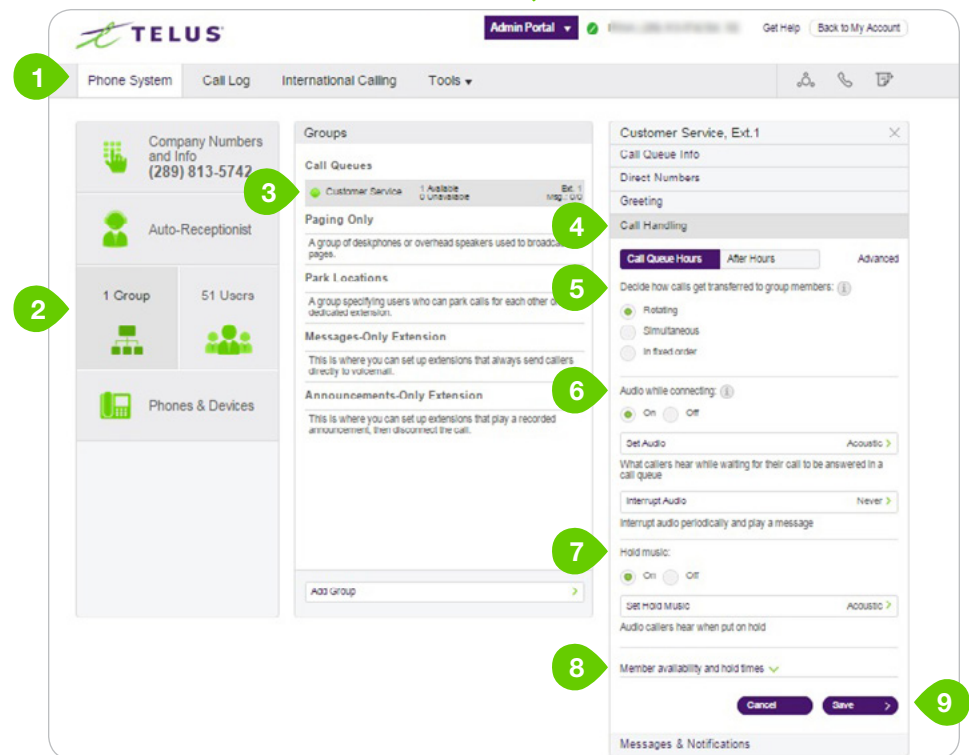 TELUS
Admin Portal
Get Help
Back to My Account
1
Phone System
Call Log
International Calling
Tools
Company Numbers
and Info
(289) 813-5742
Auto-Receptionist
2
1 Group
51 Users
Phones & Devices
Groups
Call Queues
3
Customer Service
1 Available
0 Unavailable
Ext. 1
Msg.: 0/0
Paging Only
A group of deskphones or overhead speakers used to
pages.
Park Locations
A group specifying users who can park calls for each other
dedicated extension.
Messages-Only Extension
This is where you can set up extensions that always send callers
directly to voicemail.
Announcements-Only Extension
This is where you can set up extensions that play a recorded
announcement, then disconnect the call.
Add Group
Customer Service, Ext.1
Call Queue Info
Direct Numbers
Greeting
4
Call Handling
Call Queue Hours
After Hours
Advanced
5
Decide how calls get transferred to group members:
Rotating
Simultaneous
In fixed order
6
Audio while connecting:
On
Off
Set Audio
Acoustic
What callers hear while waiting for their call to be answered in a
call queue
Interrupt Audio
Never
Interrupt audio periodically and play a message
7
Hold music:
On
Off
Set Hold Music
Acoustic
Audio callers hear when put on hold
8
Member availability and hold times
Cancel
Save
9
Messages & Notifications